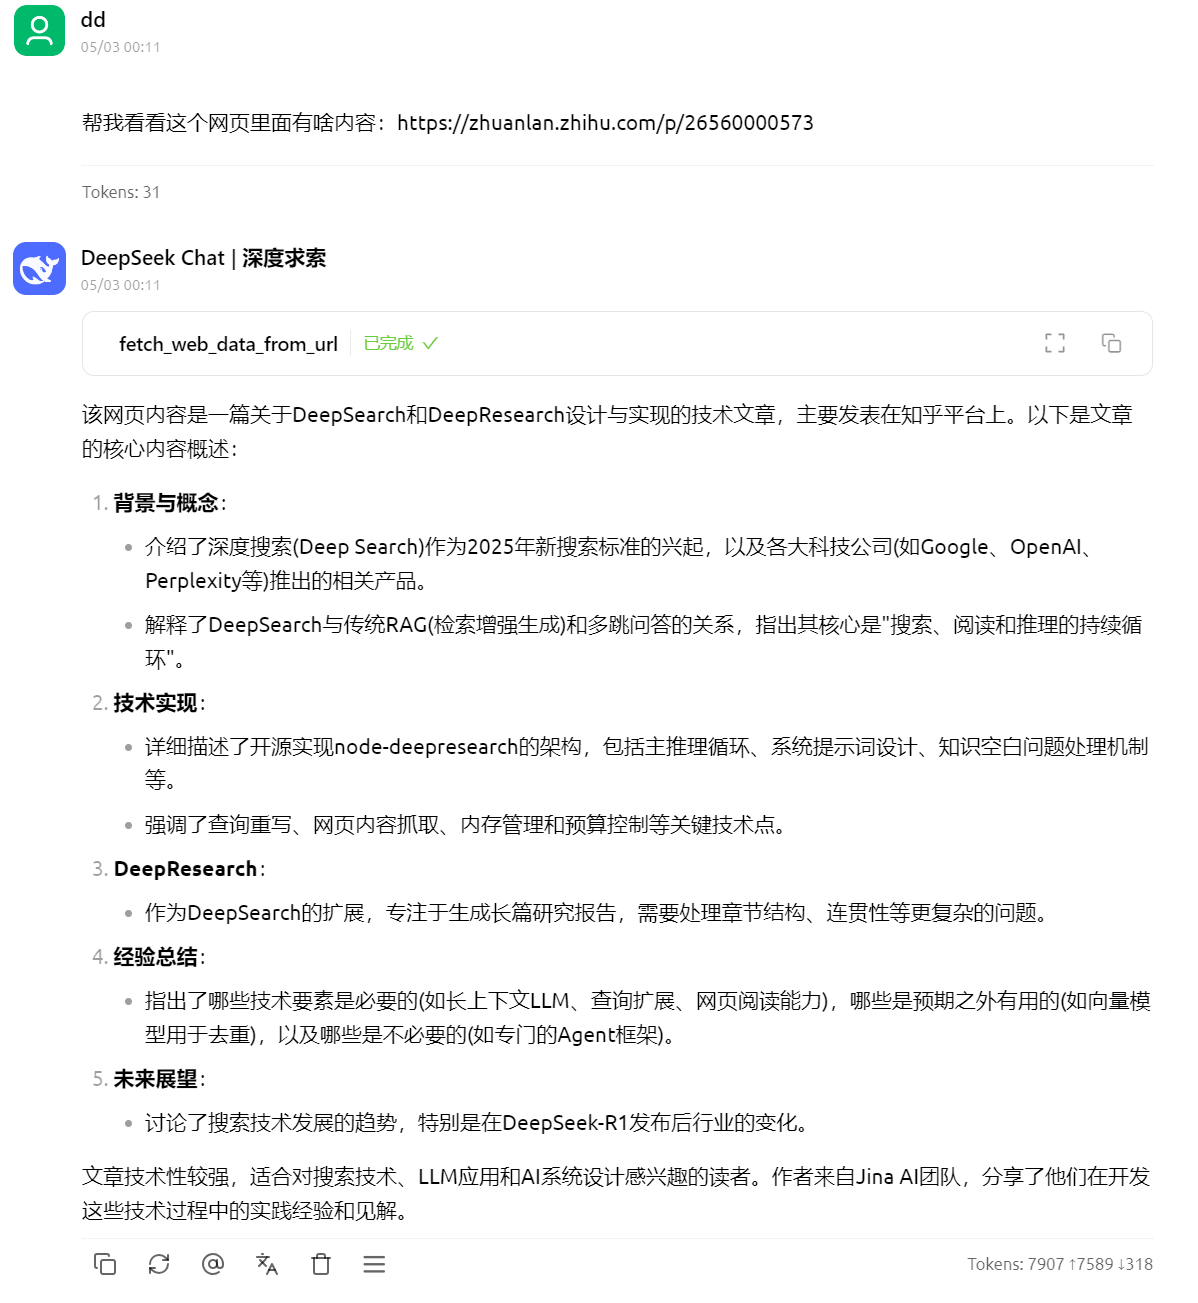 dd
05/03 00:11
帮我看看这个网页里面有啥内容：https://zhuanlan.zhihu.com/p/26560000573
Tokens: 31
DeepSeek Chat | 深度求索
05/03 00:11
fetch_web_data_from_url 已完成
该网页内容是一篇关于DeepSearch和DeepResearch设计与实现的技术文章，主要发表在知乎平台上。以下是文章
的核心内容概述：
1. 背景与概念：
• 介绍了深度搜索(Deep Search)作为2025年新搜索标准的兴起，以及各大科技公司(如Google、OpenAI、
Perplexity等)推出的相关产品。
• 解释了DeepSearch与传统RAG(检索增强生成)和多跳问答的关系，指出其核心是"搜索、阅读和推理的持续循
环"。
2. 技术实现：
• 详细描述了开源实现node-deepresearch的架构，包括主推理循环、系统提示词设计、知识空白问题处理机制
等。
• 强调了查询重写、网页内容抓取、内存管理和预算控制等关键技术点。
3. DeepResearch：
• 作为DeepSearch的扩展，专注于生成长篇研究报告，需要处理章节结构、连贯性等更复杂的问题。
4. 经验总结：
• 指出了哪些技术要素是必要的(如长上下文LLM、查询扩展、网页阅读能力)，哪些是预期之外有用的(如向量模
型用于去重)，以及哪些是不必要的(如专门的Agent框架)。
5. 未来展望：
• 讨论了搜索技术发展的趋势，特别是在DeepSeek-R1发布后行业的变化。
文章技术性较强，适合对搜索技术、LLM应用和AI系统设计感兴趣的读者。作者来自Jina AI团队，分享了他们在开发
这些技术过程中的实践经验和见解。
Tokens: 7907 ↑7589 ↓318